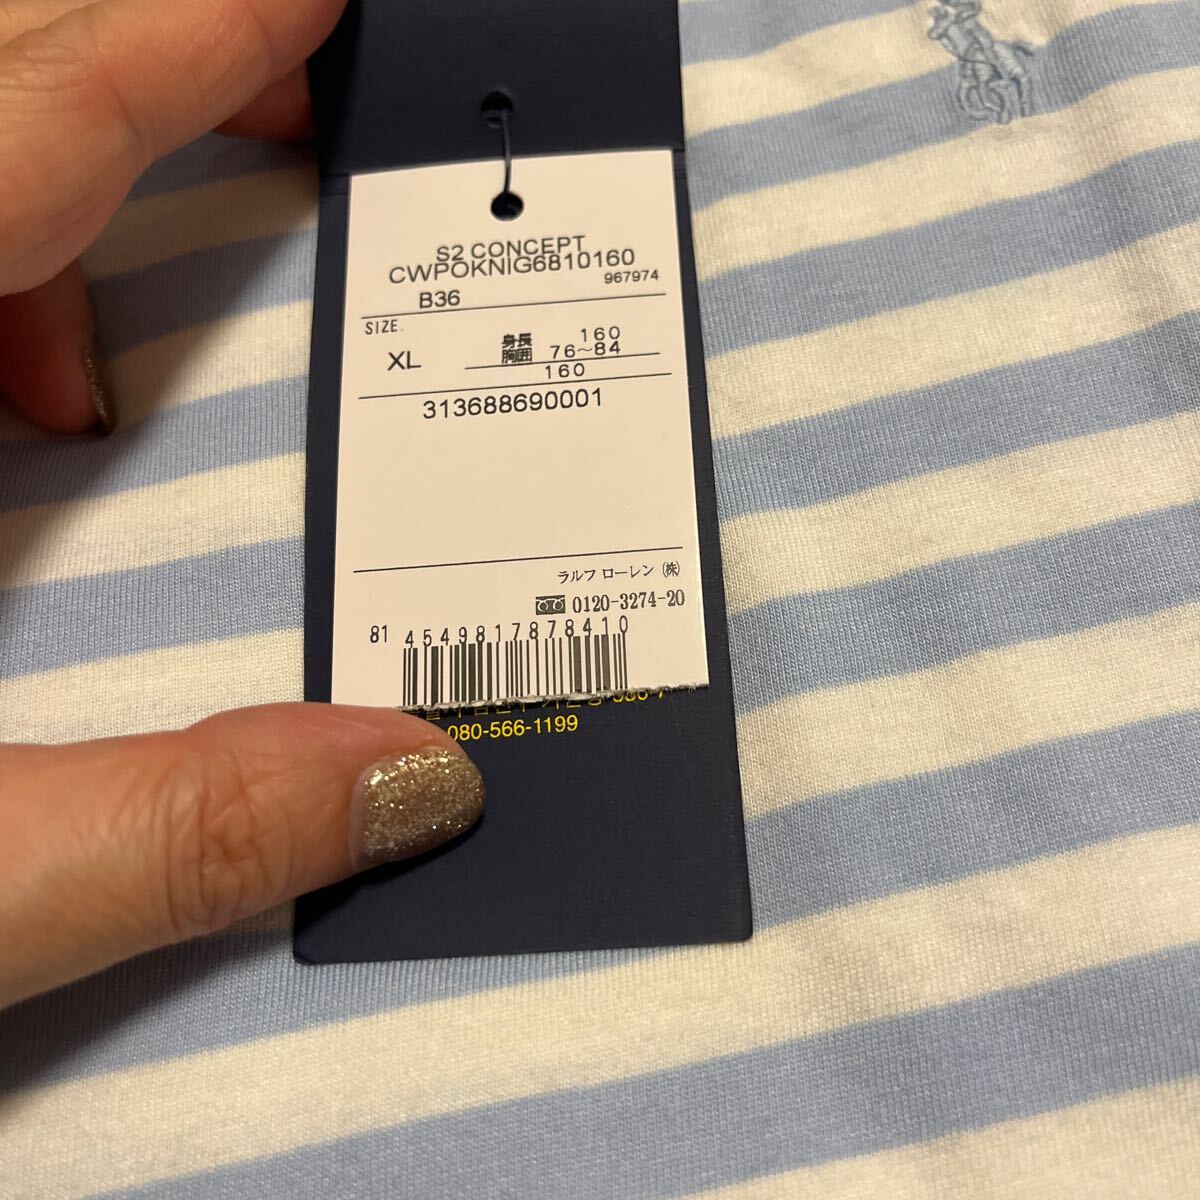 S2 CONCEPT
CWPOKNIG6810160
967974
B36
SIZE.
XL
身長 160
胸囲 76~84
160
313688690001
ラルフ ローレン (株)
0120-3274-20
81 4549817878410
080-566-1199